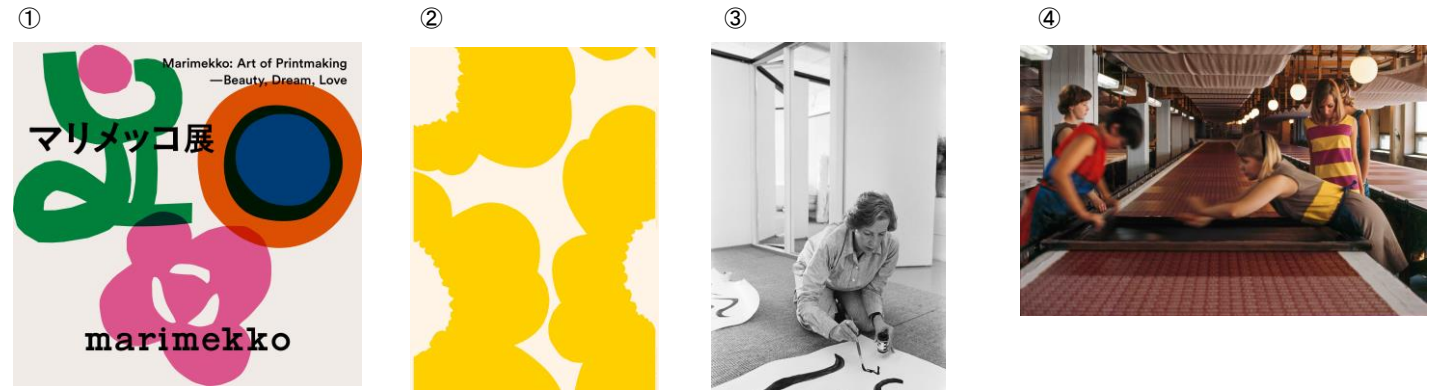 ①
②
③
④
Marimekko: Art of Printmaking
—Beauty, Dream, Love
マリメッコ展
marimekko